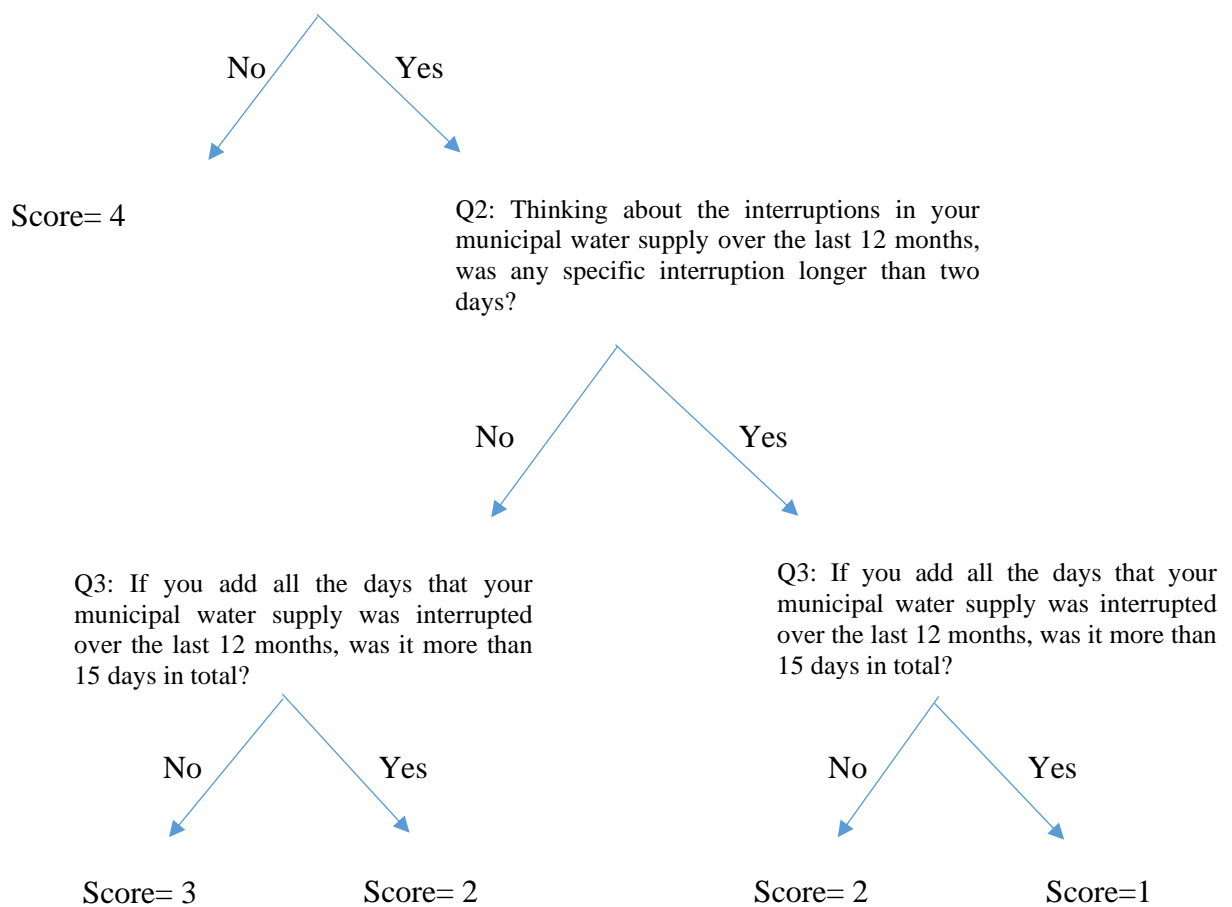 No
Yes
Score= 4
Q2: Thinking about the interruptions in your
municipal water supply over the last 12 months,
was any specific interruption longer than two
days?
No
Yes
Q3: If you add all the days that your
municipal water supply was interrupted
over the last 12 months, was it more than
15 days in total?
Q3: If you add all the days that your
municipal water supply was interrupted
over the last 12 months, was it more than
15 days in total?
No
Yes
No
Yes
Score= 3
Score= 2
Score= 2
Score=1